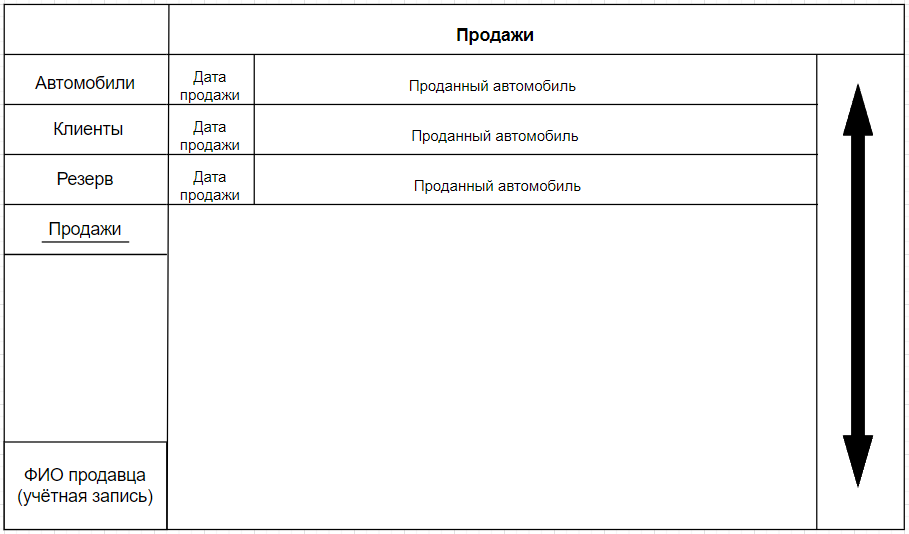 Продажи
Автомобили
Дата
продажи
Проданный автомобиль
Клиенты
Дата
продажи
Проданный автомобиль
Резерв
Дата
продажи
Проданный автомобиль
Продажи
ФИО продавца
(учётная запись)